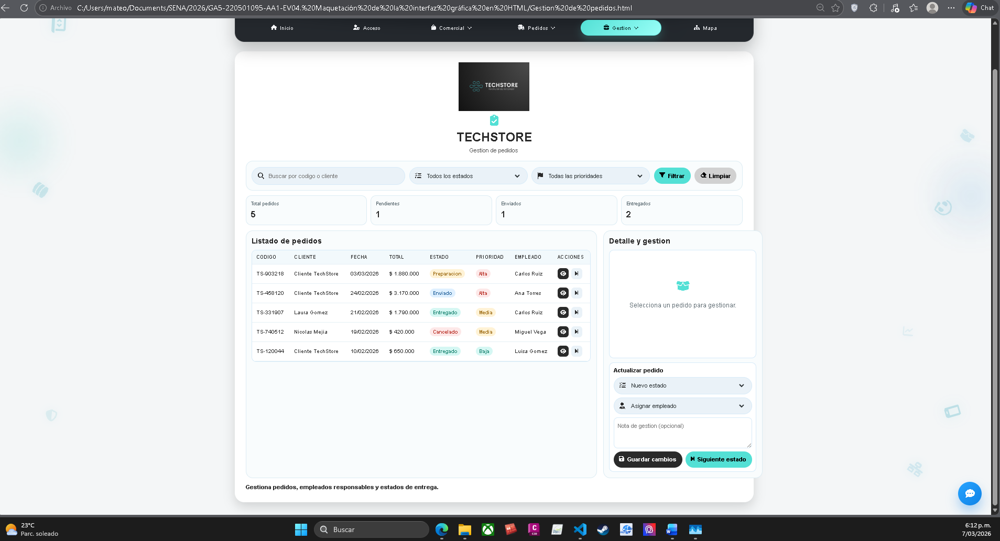 Archivo C:/Users/mateo/Documents/SENA/2026/GA5-220501095-AA1-EV04.%20Maquetación%20de%20la%20interfaz%20gráfica%20en%20HTML/Gestion%20de%20pedidos.html
Chat
Inicio Acceso Comercial Pedidos Gestion Mapa
TECHSTORE
TECHSTORE
Gestion de pedidos
Buscar por codigo o cliente Todos los estados Todas las prioridades Filtrar Limpiar
Total pedidos Pendientes Enviados Entregados
5 1 1 2
Listado de pedidos
CODIGO CLIENTE FECHA TOTAL ESTADO PRIORIDAD EMPLEADO ACCIONES
TS-903218 Cliente TechStore 03/03/2026 $ 1.880.000 Preparacion Alta Carlos Ruiz
TS-458120 Cliente TechStore 24/02/2026 $ 3.170.000 Enviado Alta Ana Torres
TS-331907 Laura Gomez 21/02/2026 $ 1.790.000 Entregado Media Carlos Ruiz
TS-740512 Nicolas Mejia 19/02/2026 $ 420.000 Cancelado Media Miguel Vega
TS-120044 Cliente TechStore 10/02/2026 $ 650.000 Entregado Baja Luisa Gomez
Detalle y gestion
Selecciona un pedido para gestionar.
Actualizar pedido
Nuevo estado
Asignar empleado
Nota de gestion (opcional)
Guardar cambios Siguiente estado
Gestiona pedidos, empleados responsables y estados de entrega.
23°C
Parc. soleado
Buscar
6:12 p. m.
7/03/2026